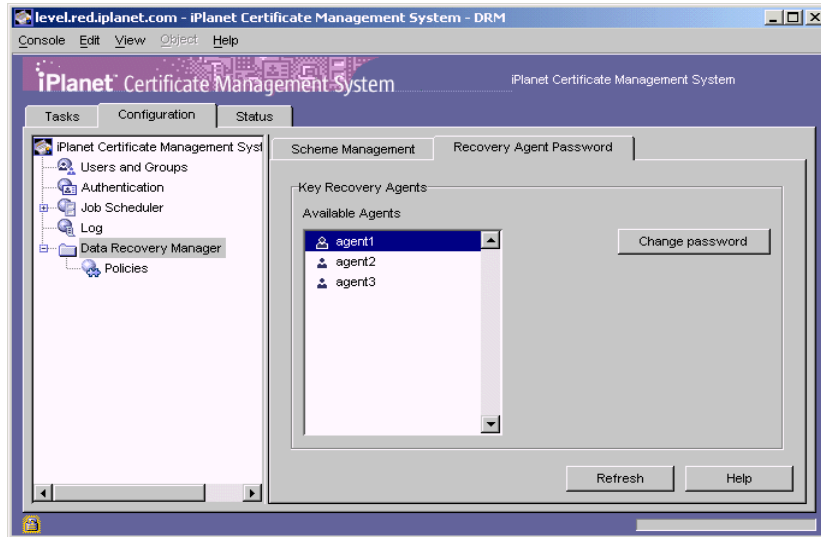 level.red.iplanet.com - iPlanet Certificate Management System - DRM
Console Edit View Object Help
iPlanet Certificate Management System
iPlanet Certificate Management System
Tasks Configuration Status
iPlanet Certificate Management Syst
Users and Groups
Authentication
Job Scheduler
Log
Data Recovery Manager
Policies
Scheme Management Recovery Agent Password
Key Recovery Agents
Available Agents
agent1
agent2
agent3
Change password
Refresh Help